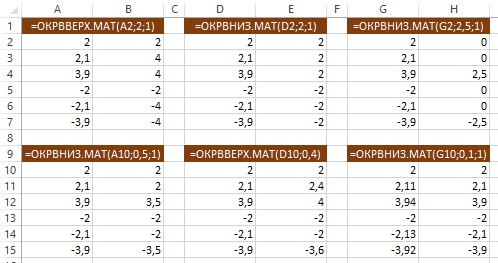 A B C D E F G H
1 =ОКРВВЕРХ.МАТ(A2;2;1) =ОКРВНИЗ.МАТ(D2;2;1) =ОКРВНИЗ.МАТ(G2;2,5;1)
2 2 2 2 2 2 0
3 2,1 4 2,1 2 2,1 0
4 3,9 4 3,9 2 3,9 2,5
5 -2 -2 -2 -2 -2 0
6 -2,1 -4 -2,1 -2 -2,1 0
7 -3,9 -4 -3,9 -2 -3,9 -2,5
8
9 =ОКРВНИЗ.МАТ(A10;0,5;1) =ОКРВВЕРХ.МАТ(D10;0,4) =ОКРВНИЗ.МАТ(G10;0,1;1)
10 2 2 2 2 2 2
11 2,1 2 2,1 2,4 2,11 2,1
12 3,9 3,5 3,9 4 3,94 3,9
13 -2 -2 -2 -2 -2 -2
14 -2,1 -2 -2,1 -2 -2,13 -2,1
15 -3,9 -3,5 -3,9 -3,6 -3,92 -3,9